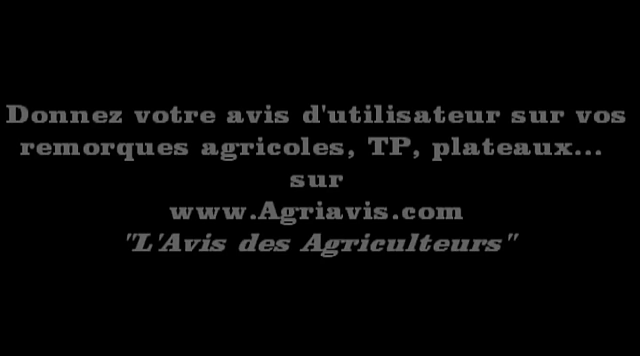 Donnez votre avis d'utilisateur sur vos
remorques agricoles, TP, plateaux...
sur
www.Agriavis.com
"L'Avis des Agriculteurs"